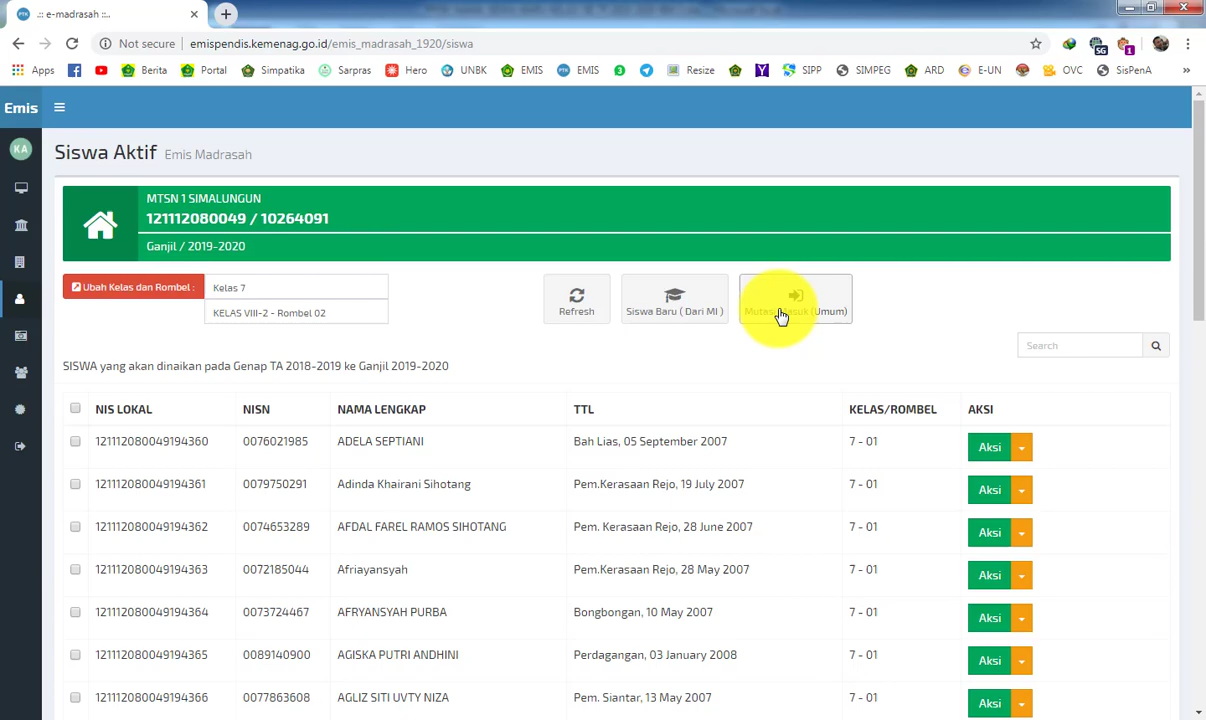 .:: e-madrasah ::..
Not secure emispendis.kemenag.go.id/emis_madrasah_1920/siswa
Apps Berita Portal Simpatika Sarpras Hero UNBK EMIS EMIS Resize SIPP SIMPEG ARD E-UN OVC SisPenA »
Emis
KA
Siswa Aktif Emis Madrasah
MTSN 1 SIMALUNGUN
121112080049 / 10264091
Ganjil / 2019-2020
Ubah Kelas dan Rombel : Kelas 7
KELAS VIII-2 - Rombel 02
Refresh Siswa Baru ( Dari MI ) Mutasi Masuk (Umum)
Search
SISWA yang akan dinaikan pada Genap TA 2018-2019 ke Ganjil 2019-2020
NIS LOKAL NISN NAMA LENGKAP TTL KELAS/ROMBEL AKSI
121112080049194360 0076021985 ADELA SEPTIANI Bah Lias, 05 September 2007 7 - 01 Aksi
121112080049194361 0079750291 Adinda Khairani Sihotang Pem.Kerasaan Rejo, 19 July 2007 7 - 01 Aksi
121112080049194362 0074653289 AFDAL FAREL RAMOS SIHOTANG Pem. Kerasaan Rejo, 28 June 2007 7 - 01 Aksi
121112080049194363 0072185044 Afriayansyah Pem.Kerasaan Rejo, 28 May 2007 7 - 01 Aksi
121112080049194364 0073724467 AFRYANSYAH PURBA Bongbongan, 10 May 2007 7 - 01 Aksi
121112080049194365 0089140900 AGISKA PUTRI ANDHINI Perdagangan, 03 January 2008 7 - 01 Aksi
121112080049194366 0077863608 AGLIZ SITI UVTY NIZA Pem. Siantar, 13 May 2007 7 - 01 Aksi